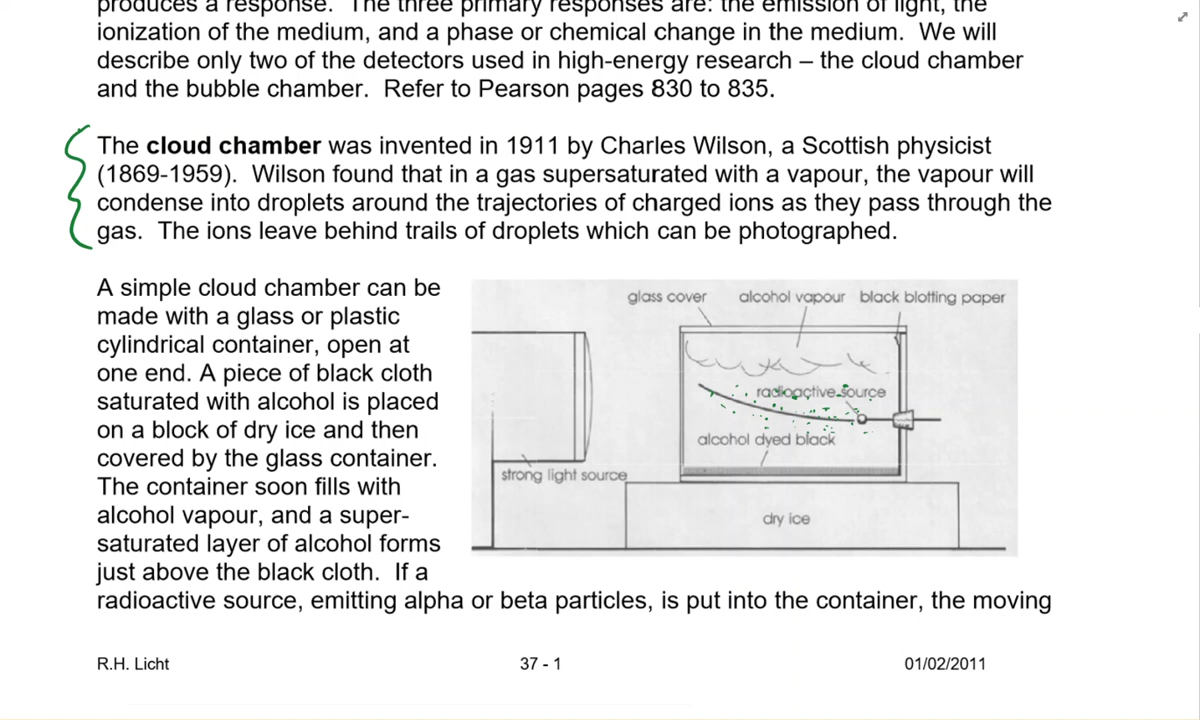 produces a response. The three primary responses are: the emission of light, the
ionization of the medium, and a phase or chemical change in the medium. We will
describe only two of the detectors used in high-energy research – the cloud chamber
and the bubble chamber. Refer to Pearson pages 830 to 835.
The cloud chamber was invented in 1911 by Charles Wilson, a Scottish physicist
(1869-1959). Wilson found that in a gas supersaturated with a vapour, the vapour will
condense into droplets around the trajectories of charged ions as they pass through the
gas. The ions leave behind trails of droplets which can be photographed.
A simple cloud chamber can be
made with a glass or plastic
cylindrical container, open at
one end. A piece of black cloth
saturated with alcohol is placed
on a block of dry ice and then
covered by the glass container.
The container soon fills with
alcohol vapour, and a super-
saturated layer of alcohol forms
just above the black cloth. If a
radioactive source, emitting alpha or beta particles, is put into the container, the moving
glass cover
alcohol vapour
black blotting paper
radioactive source
alcohol dyed black
strong light source
dry ice
R.H. Licht
37 - 1
01/02/2011